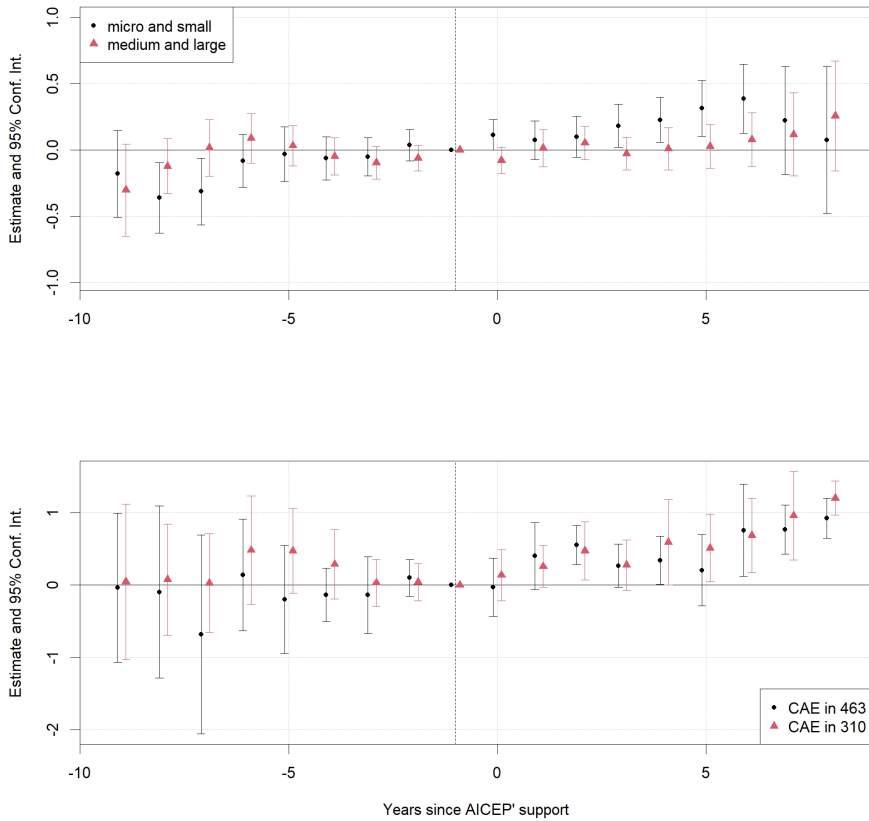 1.0
0.5
0.0
-0.5
-1.0
Estimate and 95% Conf. Int.
micro and small
medium and large
-10 -5 0 5
1
0
-1
-2
Estimate and 95% Conf. Int.
CAE in 463
CAE in 310
-10 -5 0 5
Years since AICEP' support